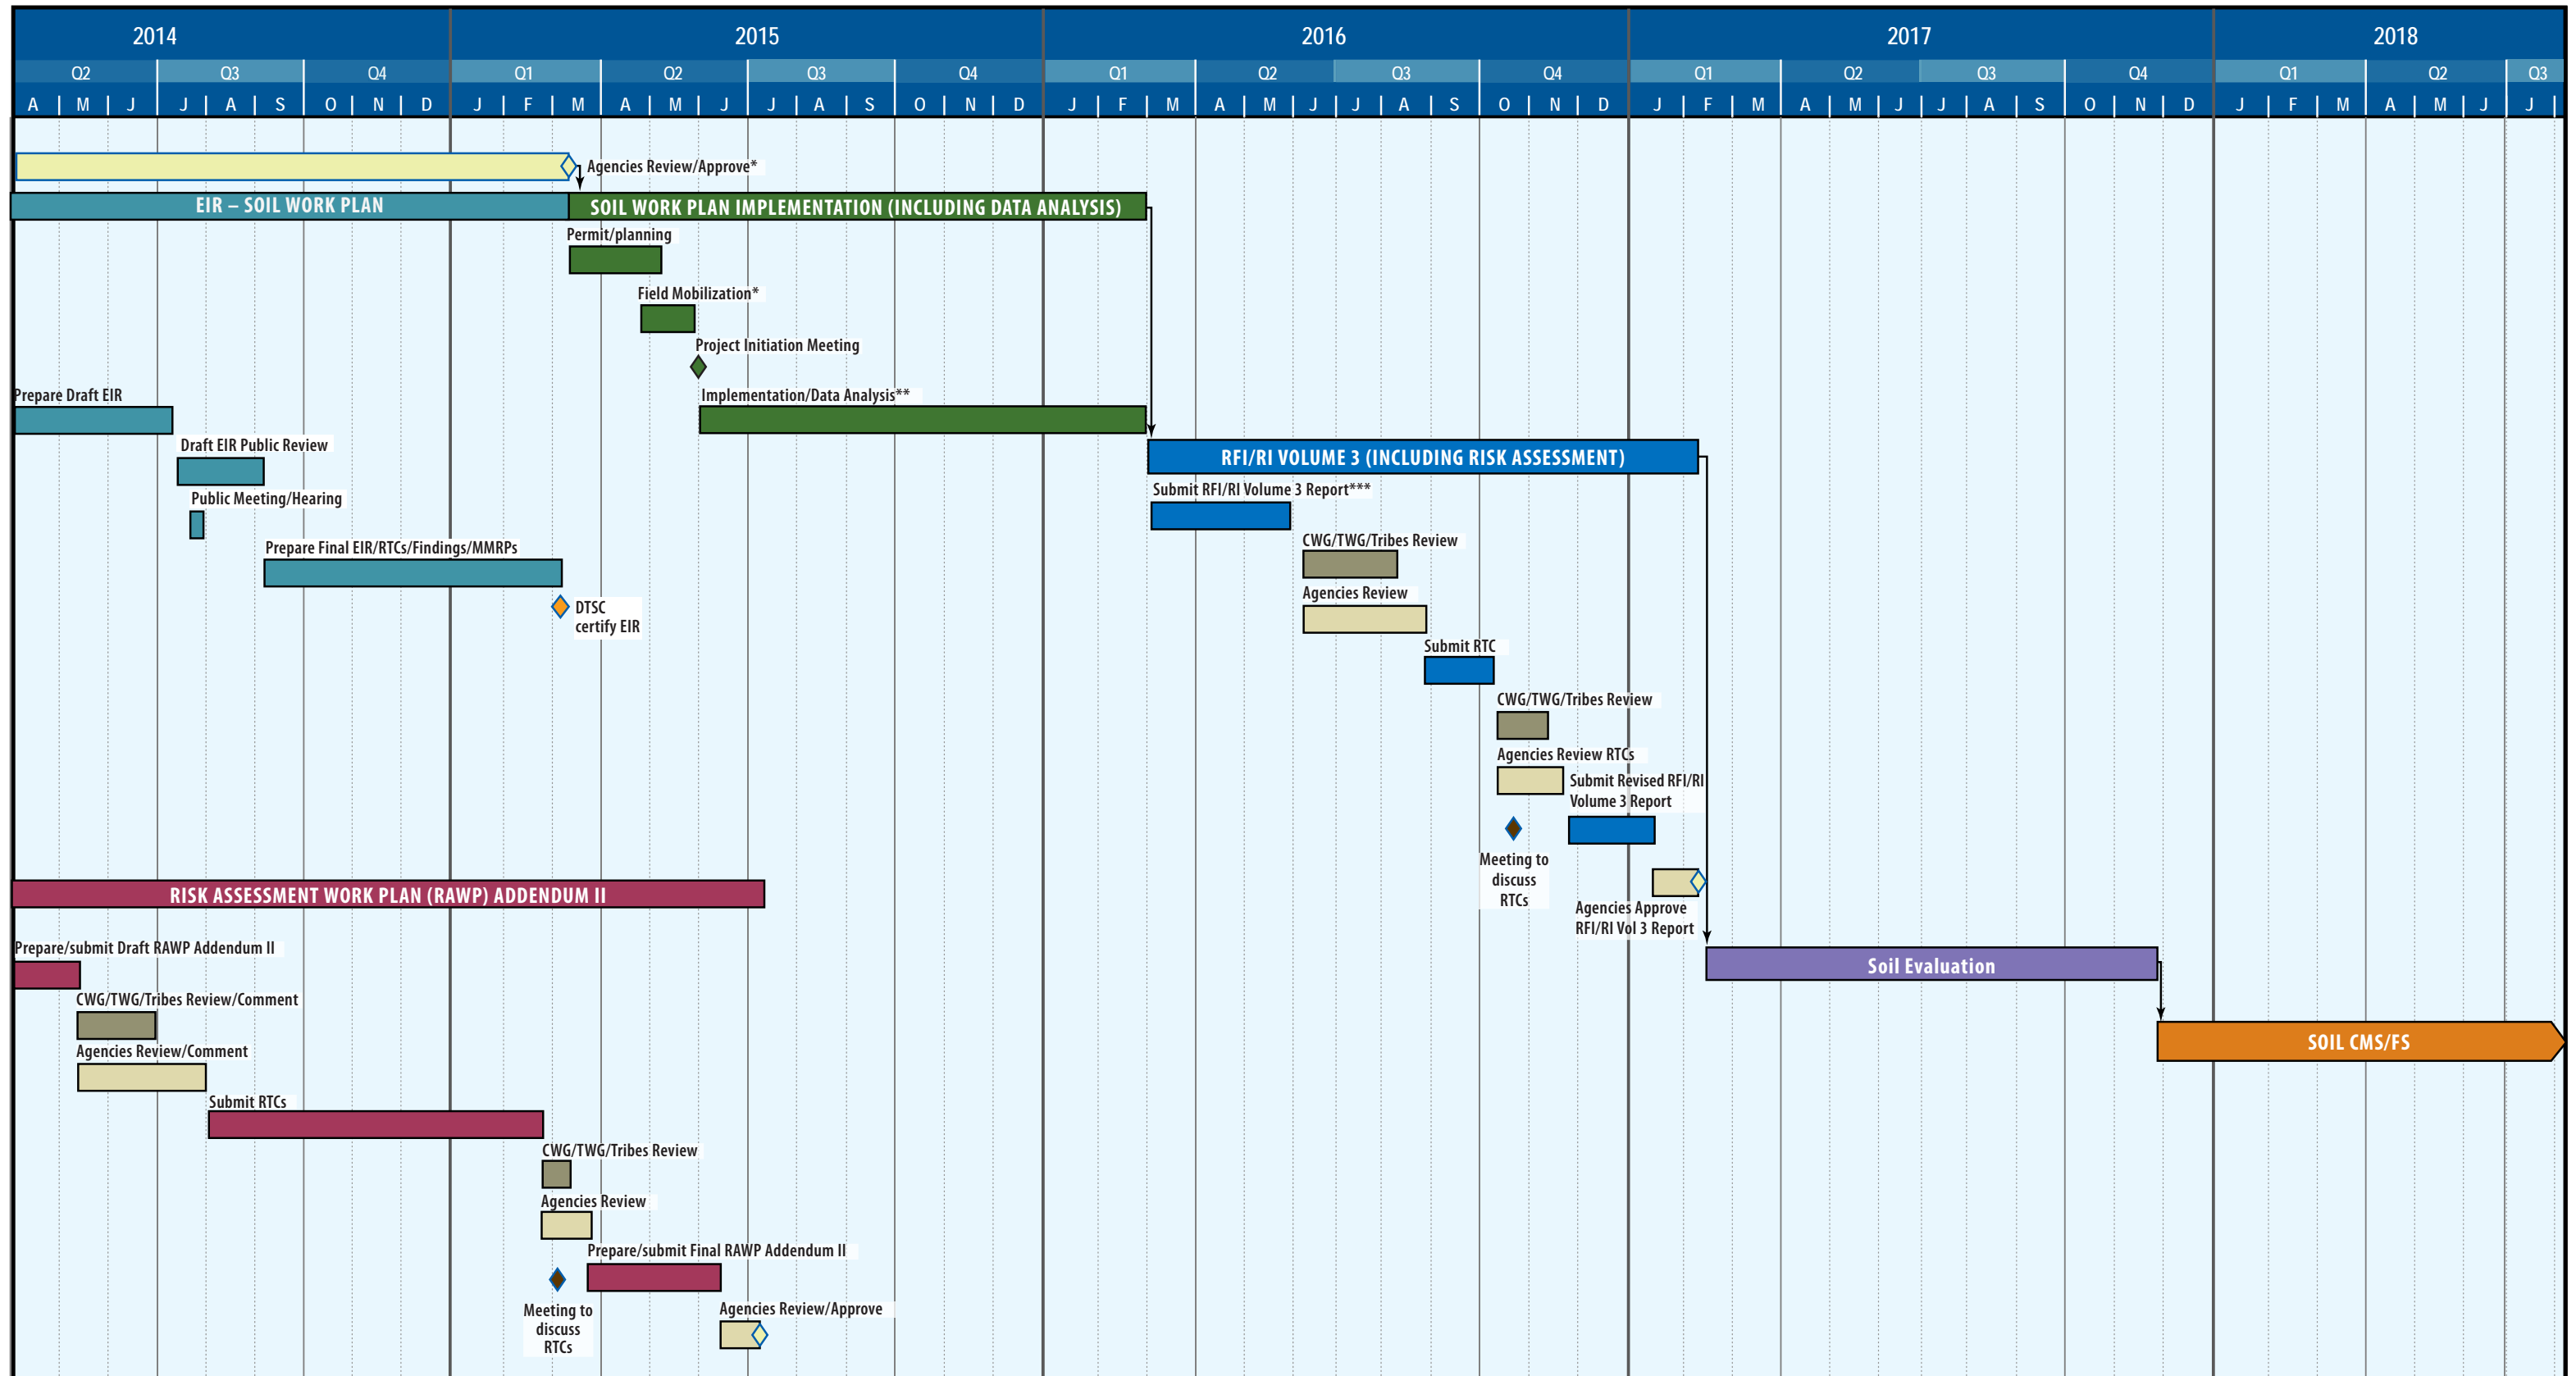 2014 2015 2016 2017 2018
Q2 Q3 Q4 Q1 Q2 Q3 Q4 Q1 Q2 Q3 Q4 Q1 Q2 Q3 Q4 Q1 Q2 Q3
A M J J A S O N D J F M A M J J A S O N D J F M A M J J A S O N D J F M A M J J A S O N D J F M A M J J
Agencies Review/Approve*
EIR – SOIL WORK PLAN
SOIL WORK PLAN IMPLEMENTATION (INCLUDING DATA ANALYSIS)
Permit/planning
Field Mobilization*
Project Initiation Meeting
Prepare Draft EIR
Implementation/Data Analysis**
Draft EIR Public Review
RFI/RI VOLUME 3 (INCLUDING RISK ASSESSMENT)
Public Meeting/Hearing
Submit RFI/RI Volume 3 Report***
Prepare Final EIR/RTCs/Findings/MMRPs
CWG/TWG/Tribes Review
DTSC
certify EIR
Agencies Review
Submit RTC
CWG/TWG/Tribes Review
Agencies Review RTCs
Submit Revised RFI/RI
Volume 3 Report
Meeting to
discuss
RTCs
RISK ASSESSMENT WORK PLAN (RAWP) ADDENDUM II
Agencies Approve
RFI/RI Vol 3 Report
Prepare/submit Draft RAWP Addendum II
Soil Evaluation
CWG/TWG/Tribes Review/Comment
SOIL CMS/FS
Agencies Review/Comment
Submit RTCs
CWG/TWG/Tribes Review
Agencies Review
Prepare/submit Final RAWP Addendum II
Meeting to
discuss
RTCs
Agencies Review/Approve